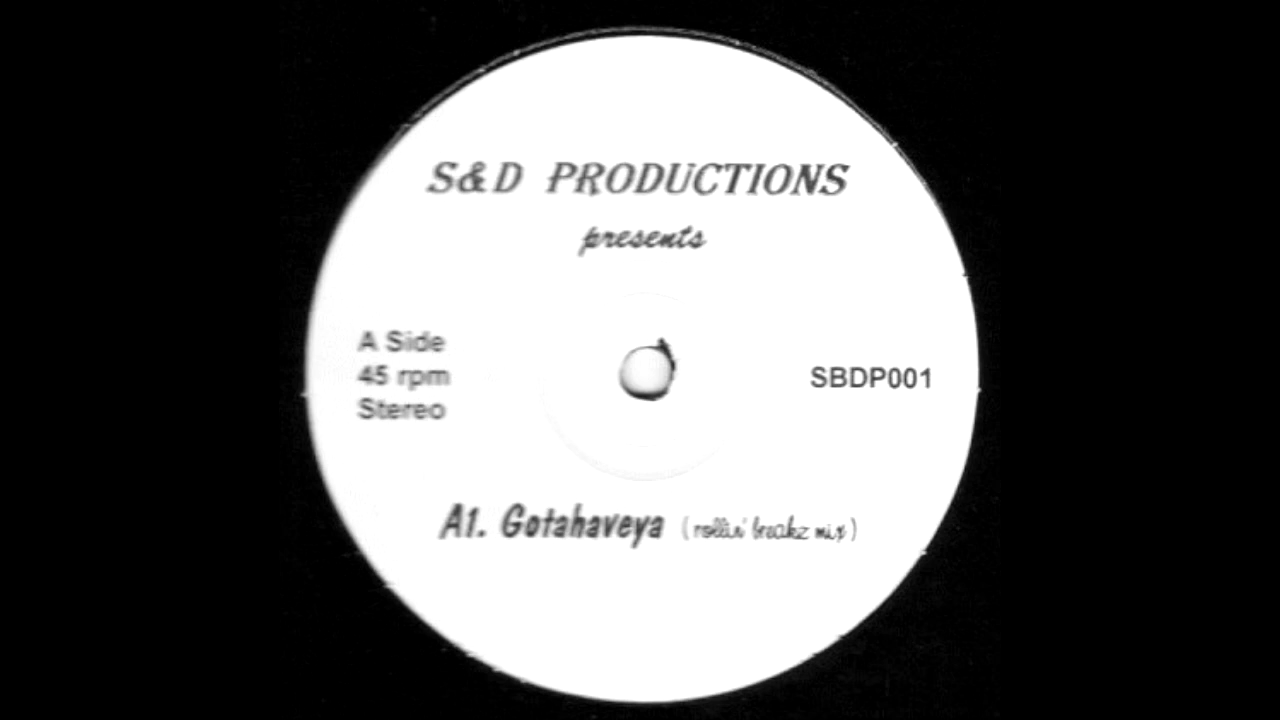 S&D PRODUCTIONS
presents
A Side
45 rpm
Stereo
SBDP001
A1. Gotahaveya (rollin' breakz mix)